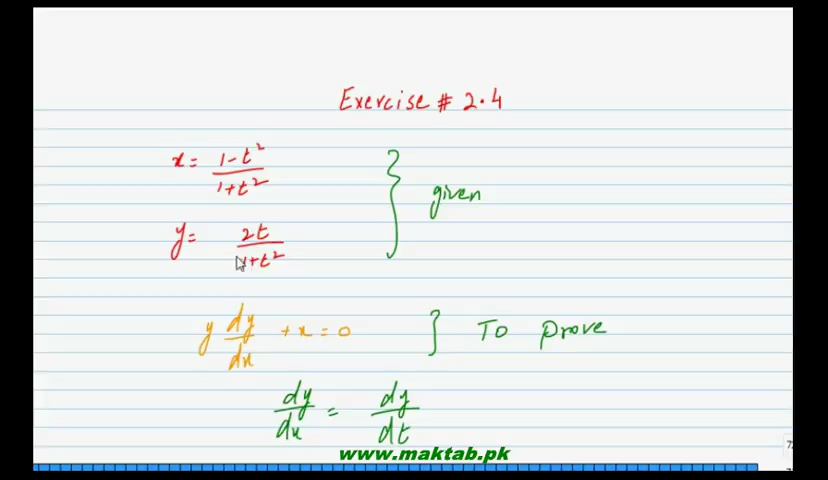 Exercise # 2.4
x = 1-t² / 1+t²
given
y = 2t / 1+t²
y dy/dx + x = 0 } To prove
dy/dx = dy/dt
www.maktab.pk